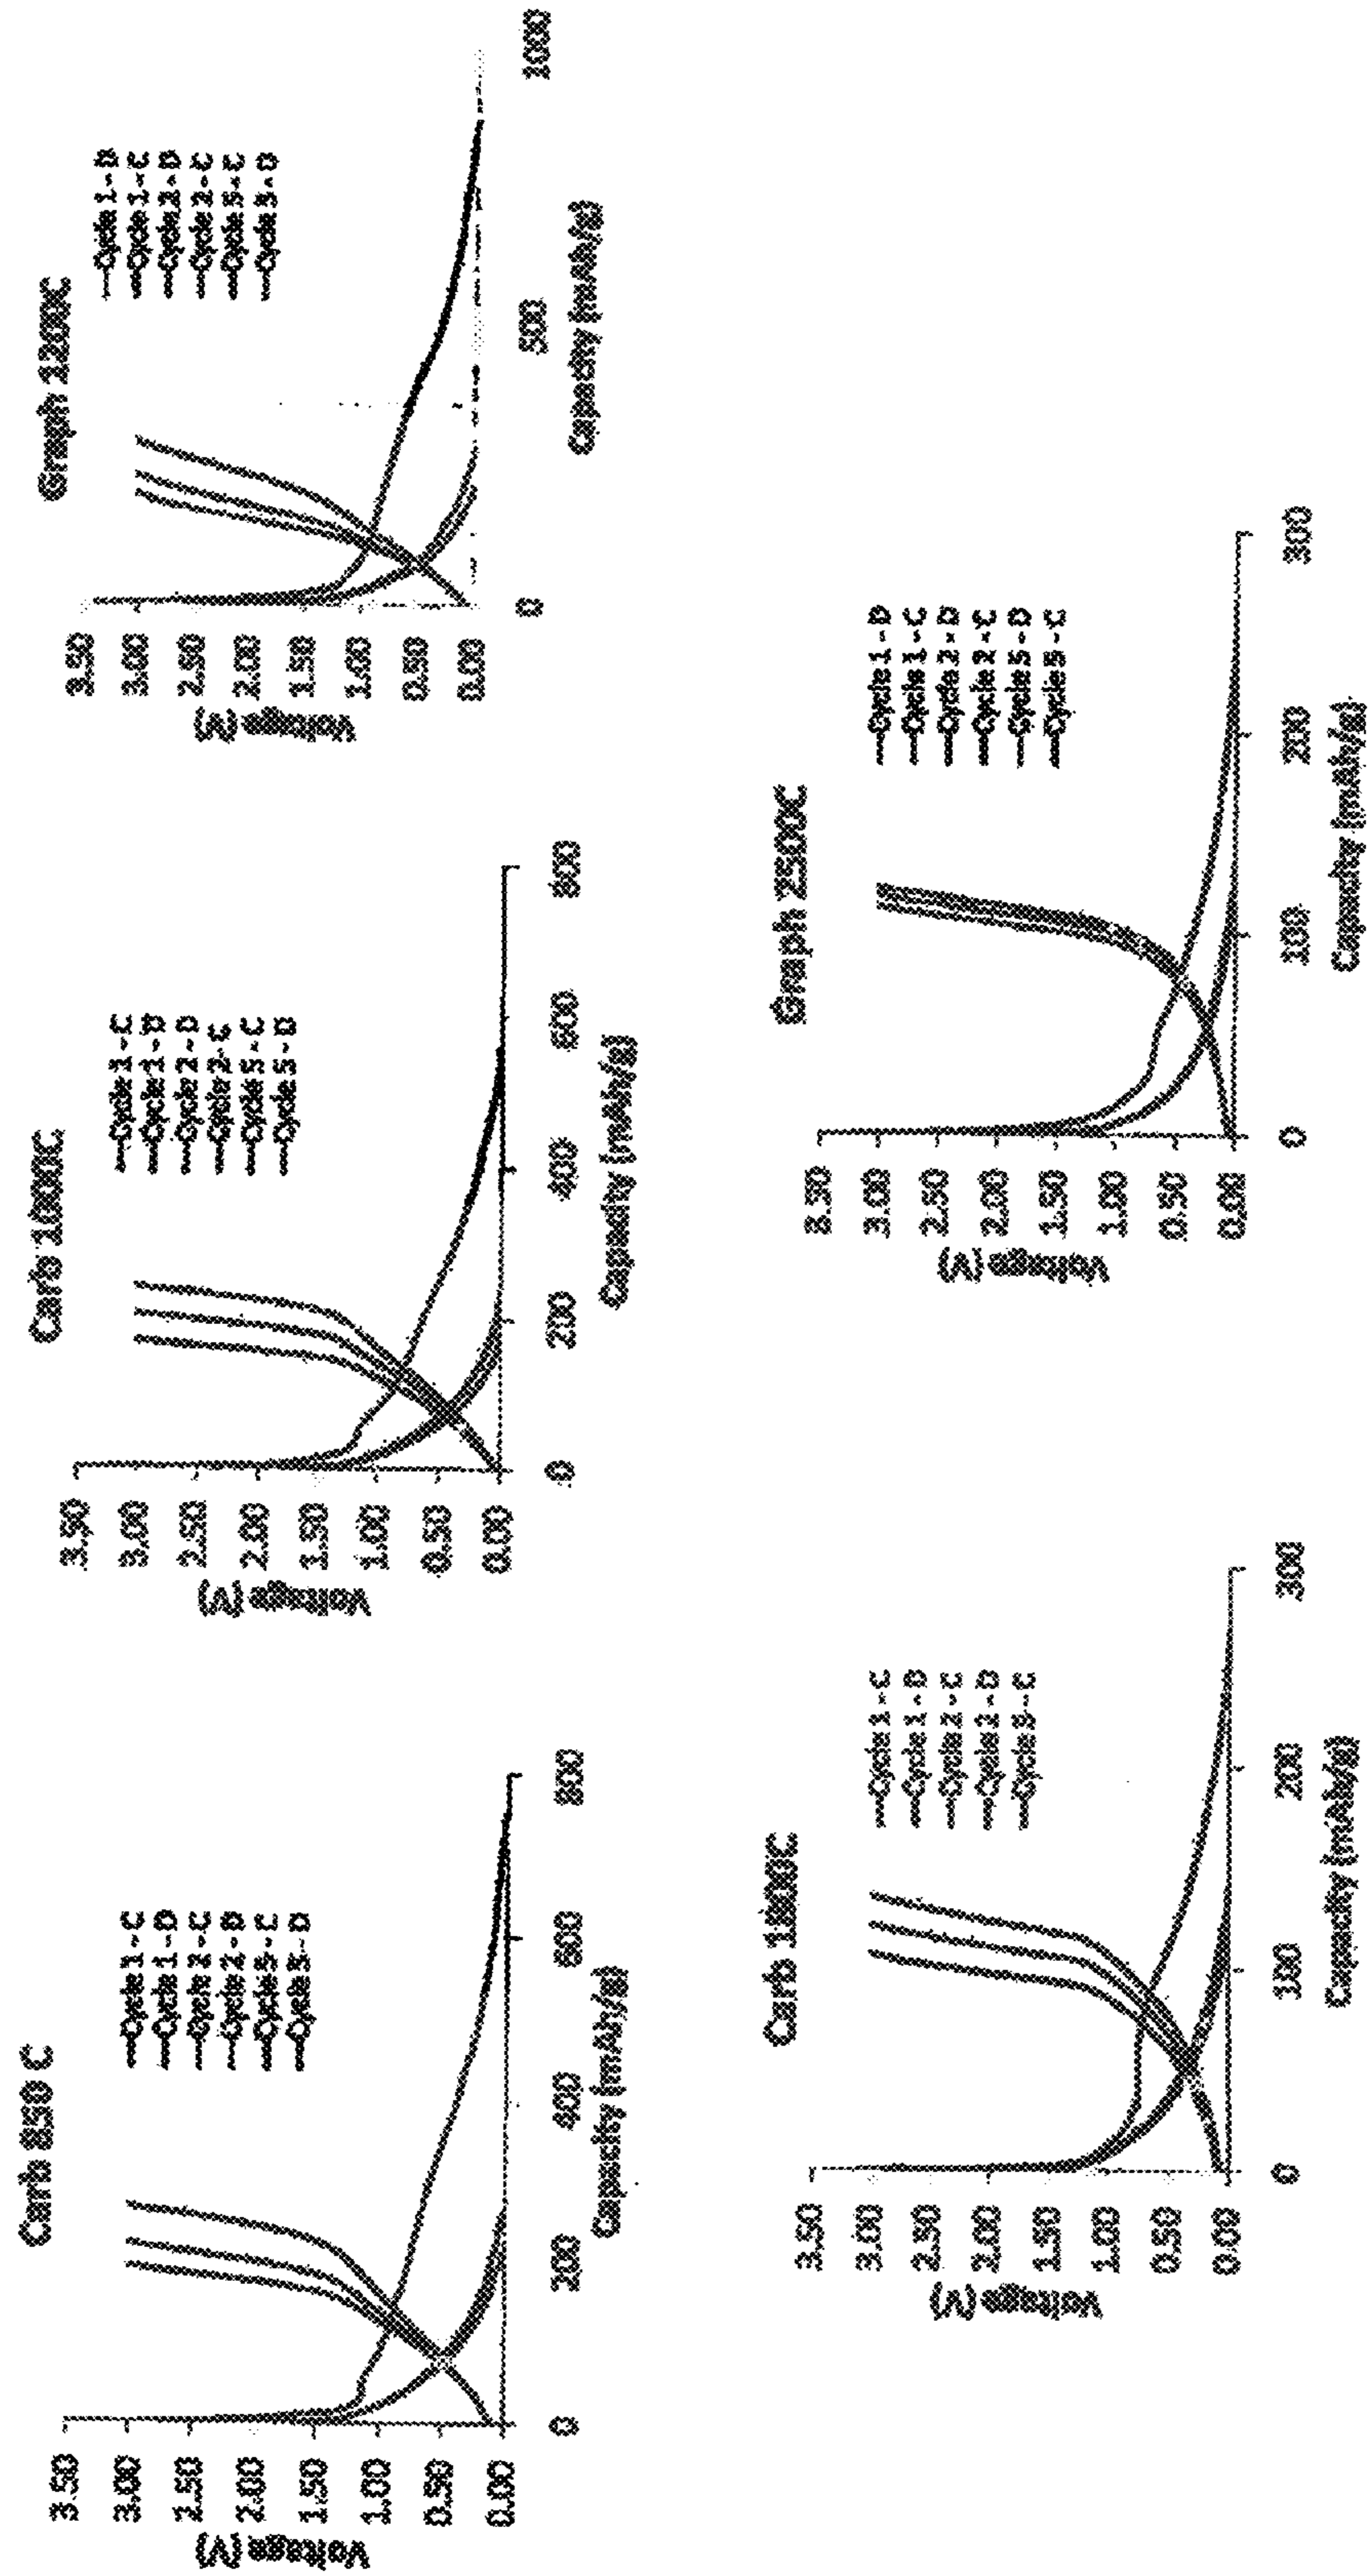 Carb 850 C
Voltage (V)
3.50
3.00
2.50
2.00
1.50
1.00
0.50
0.00
0
200
400
600
800
Capacity (mAh/g)
Cycle 1 - C
Cycle 1 - D
Cycle 2 - C
Cycle 2 - D
Cycle 5 - C
Cycle 5 - D
Carb 1000C
Voltage (V)
3.50
3.00
2.50
2.00
1.50
1.00
0.50
0.00
0
200
400
600
800
Capacity (mAh/g)
Cycle 1 - C
Cycle 1 - D
Cycle 2 - D
Cycle 2 - C
Cycle 5 - C
Cycle 5 - D
Graph 1200C
Voltage (V)
3.50
3.00
2.50
2.00
1.50
1.00
0.50
0.00
0
500
1000
Capacity (mAh/g)
Cycle 1 - D
Cycle 1 - C
Cycle 2 - D
Cycle 2 - C
Cycle 5 - C
Cycle 5 - D
Carb 1800C
Voltage (V)
3.50
3.00
2.50
2.00
1.50
1.00
0.50
0.00
0
100
200
300
Capacity (mAh/g)
Cycle 1 - C
Cycle 1 - D
Cycle 2 - C
Cycle 2 - D
Cycle 5 - C
Graph 2500C
Voltage (V)
3.50
3.00
2.50
2.00
1.50
1.00
0.50
0.00
0
100
200
300
Capacity (mAh/g)
Cycle 1 - D
Cycle 1 - C
Cycle 2 - D
Cycle 2 - C
Cycle 5 - D
Cycle 5 - C